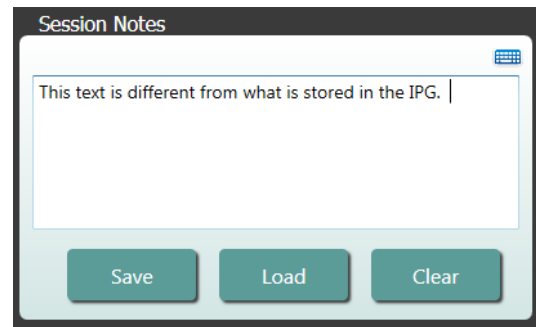 Session Notes
This text is different from what is stored in the IPG.
Save Load Clear